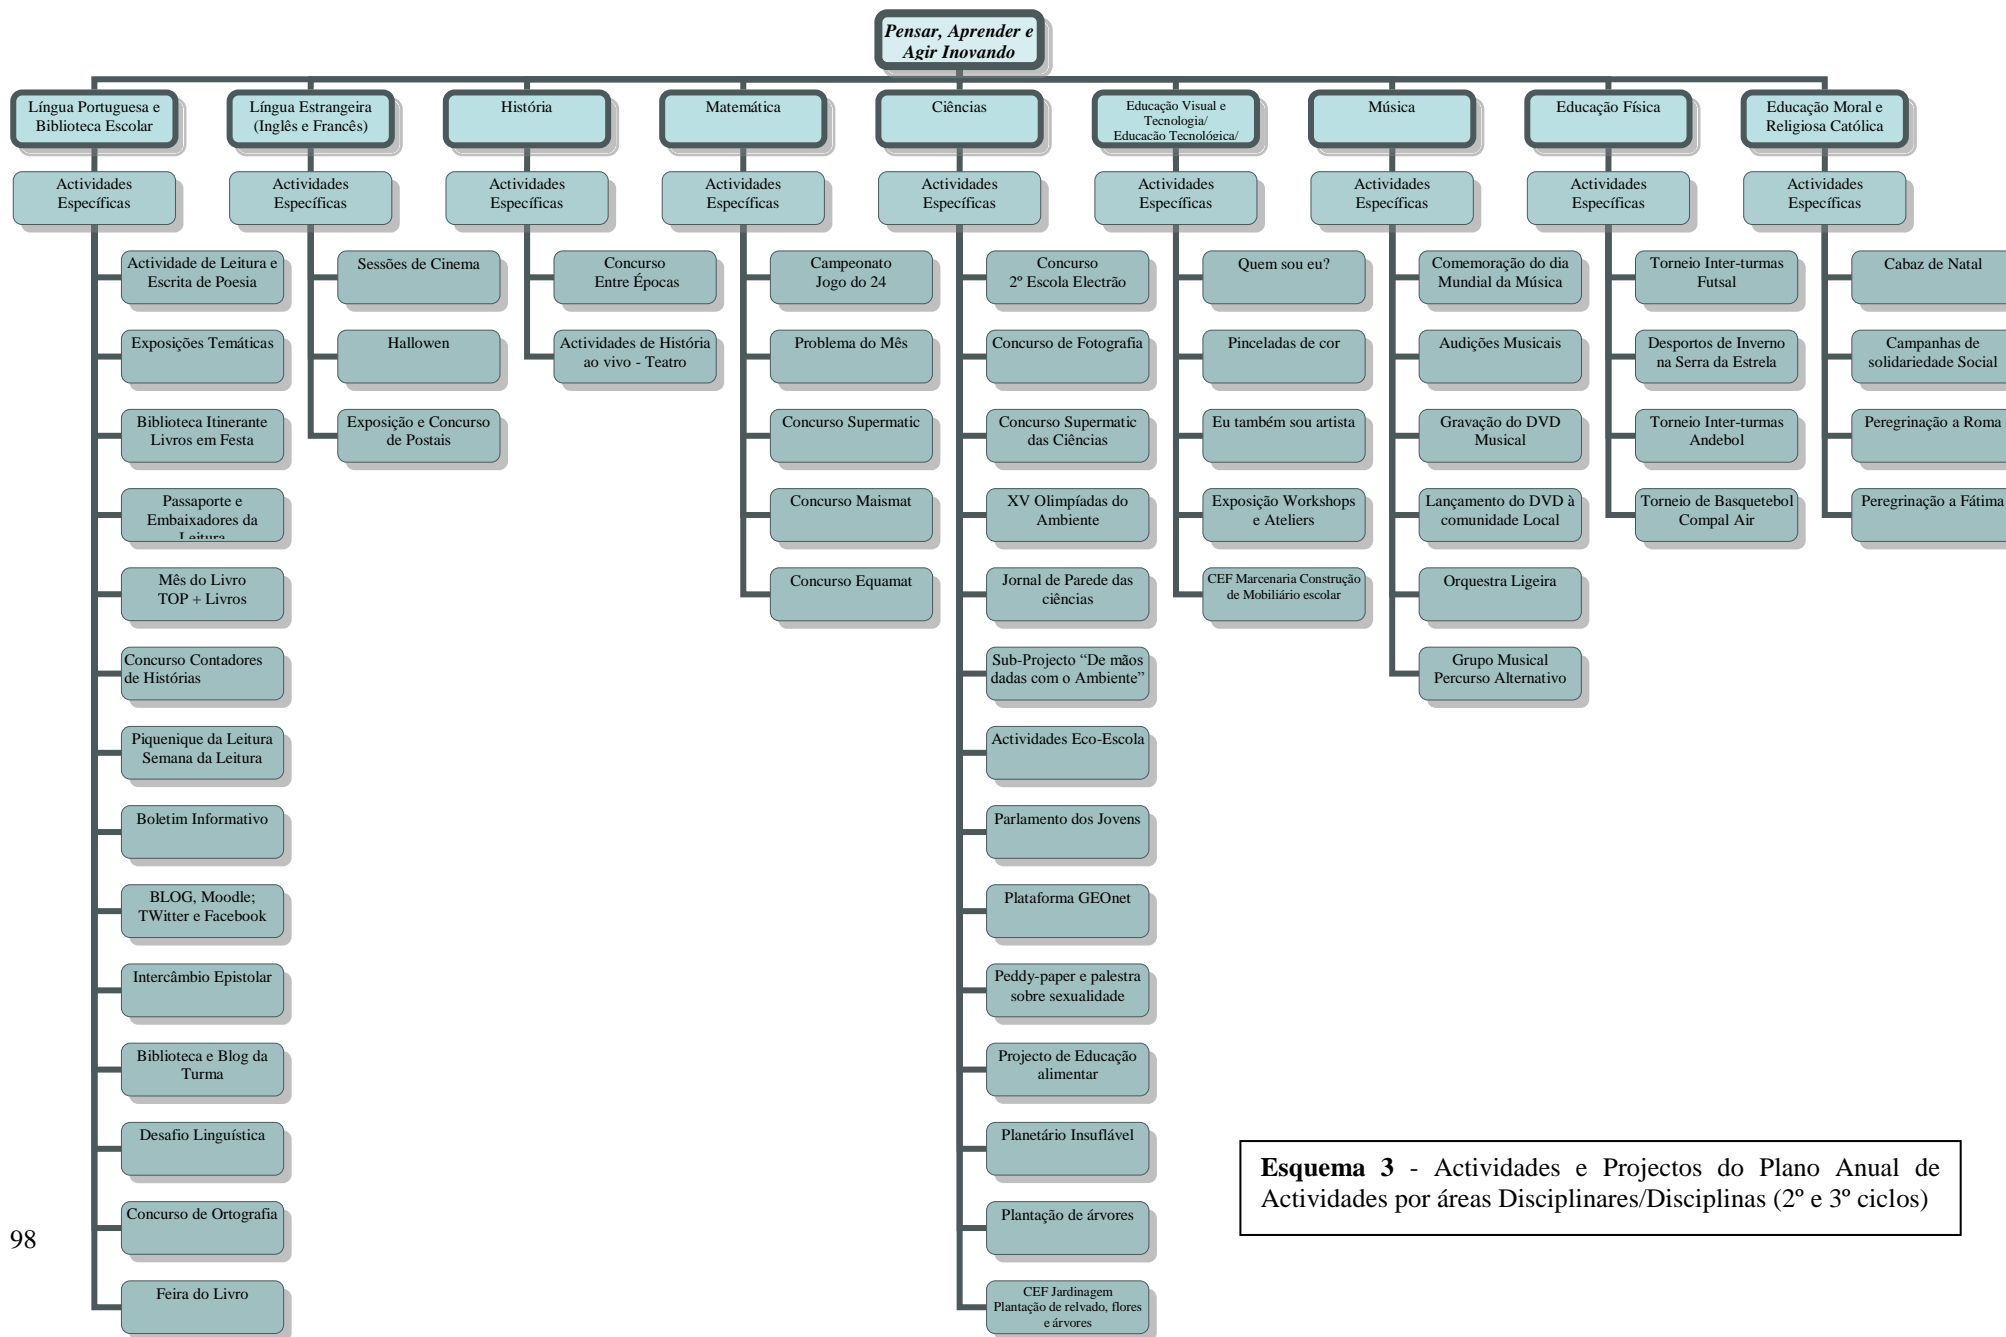 Pensar, Aprender e
Agir Inovando
Língua Portuguesa e
Biblioteca Escolar
Língua Estrangeira
(Inglês e Francês)
História
Matemática
Ciências
Educação Visual e
Tecnologia/
Educação Tecnológica/
Música
Educação Física
Educação Moral e
Religiosa Católica
Actividades
Específicas
Actividades
Específicas
Actividades
Específicas
Actividades
Específicas
Actividades
Específicas
Actividades
Específicas
Actividades
Específicas
Actividades
Específicas
Actividades
Específicas
Actividade de Leitura e
Escrita de Poesia
Exposições Temáticas
Biblioteca Itinerante
Livros em Festa
Passaporte e
Embaixadores da
Leitura
Mês do Livro
TOP + Livros
Concurso Contadores
de Histórias
Piquenique da Leitura
Semana da Leitura
Boletim Informativo
BLOG, Moodle;
TWitter e Facebook
Intercâmbio Epistolar
Biblioteca e Blog da
Turma
Desafio Linguística
Concurso de Ortografia
Feira do Livro
Sessões de Cinema
Hallowen
Exposição e Concurso
de Postais
Concurso
Entre Épocas
Actividades de História
ao vivo - Teatro
Campeonato
Jogo do 24
Problema do Mês
Concurso Supermatic
Concurso Maismat
Concurso Equamat
Concurso
2º Escola Electrão
Concurso de Fotografia
Concurso Supermatic
das Ciências
XV Olimpíadas do
Ambiente
Jornal de Parede das
ciências
Sub-Projecto “De mãos
dadas com o Ambiente”
Actividades Eco-Escola
Parlamento dos Jovens
Plataforma GEOnet
Peddy-paper e palestra
sobre sexualidade
Projecto de Educação
alimentar
Planetário Insuflável
Plantação de árvores
CEF Jardinagem
Plantação de relvado, flores
e árvores
Quem sou eu?
Pinceladas de cor
Eu também sou artista
Exposição Workshops
e Ateliers
CEF Marcenaria Construção
de Mobiliário escolar
Comemoração do dia
Mundial da Música
Audições Musicais
Gravação do DVD
Musical
Lançamento do DVD à
comunidade Local
Orquestra Ligeira
Grupo Musical
Percurso Alternativo
Torneio Inter-turmas
Futsal
Desportos de Inverno
na Serra da Estrela
Torneio Inter-turmas
Andebol
Torneio de Basquetebol
Compal Air
Cabaz de Natal
Campanhas de
solidariedade Social
Peregrinação a Roma
Peregrinação a Fátima
Esquema 3 - Actividades e Projectos do Plano Anual de
Actividades por áreas Disciplinares/Disciplinas (2º e 3º ciclos)
98